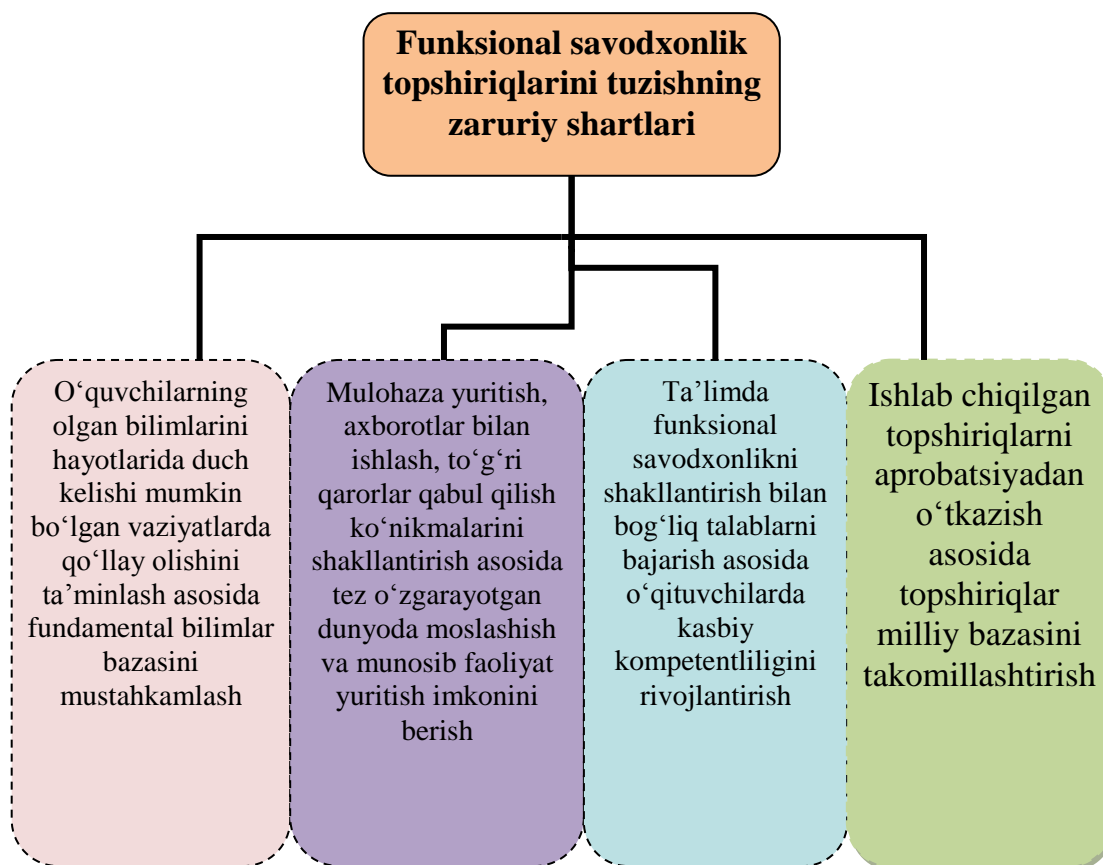 Funksional savodxonlik
topshiriqlarini tuzishning
zaruriy shartlari
O‘quvchilarning
olgan bilimlarini
hayotlarida duch
kelishi mumkin
bo‘lgan vaziyatlarda
qo‘llay olishini
ta’minlash asosida
fundamental bilimlar
bazasini
mustahkamlash
Mulohaza yuritish,
axborotlar bilan
ishlash, to‘g‘ri
qarorlar qabul qilish
ko‘nikmalarini
shakllantirish asosida
tez o‘zgarayotgan
dunyoda moslashish
va munosib faoliyat
yuritish imkonini
berish
Ta’limda
funksional
savodxonlikni
shakllantirish bilan
bog‘liq talablarni
bajarish asosida
o‘qituvchilarda
kasbiy
kompetentliligini
rivojlantirish
Ishlab chiqilgan
topshiriqlarni
aprobatsiyadan
o‘tkazish
asosida
topshiriqlar
milliy bazasini
takomillashtirish